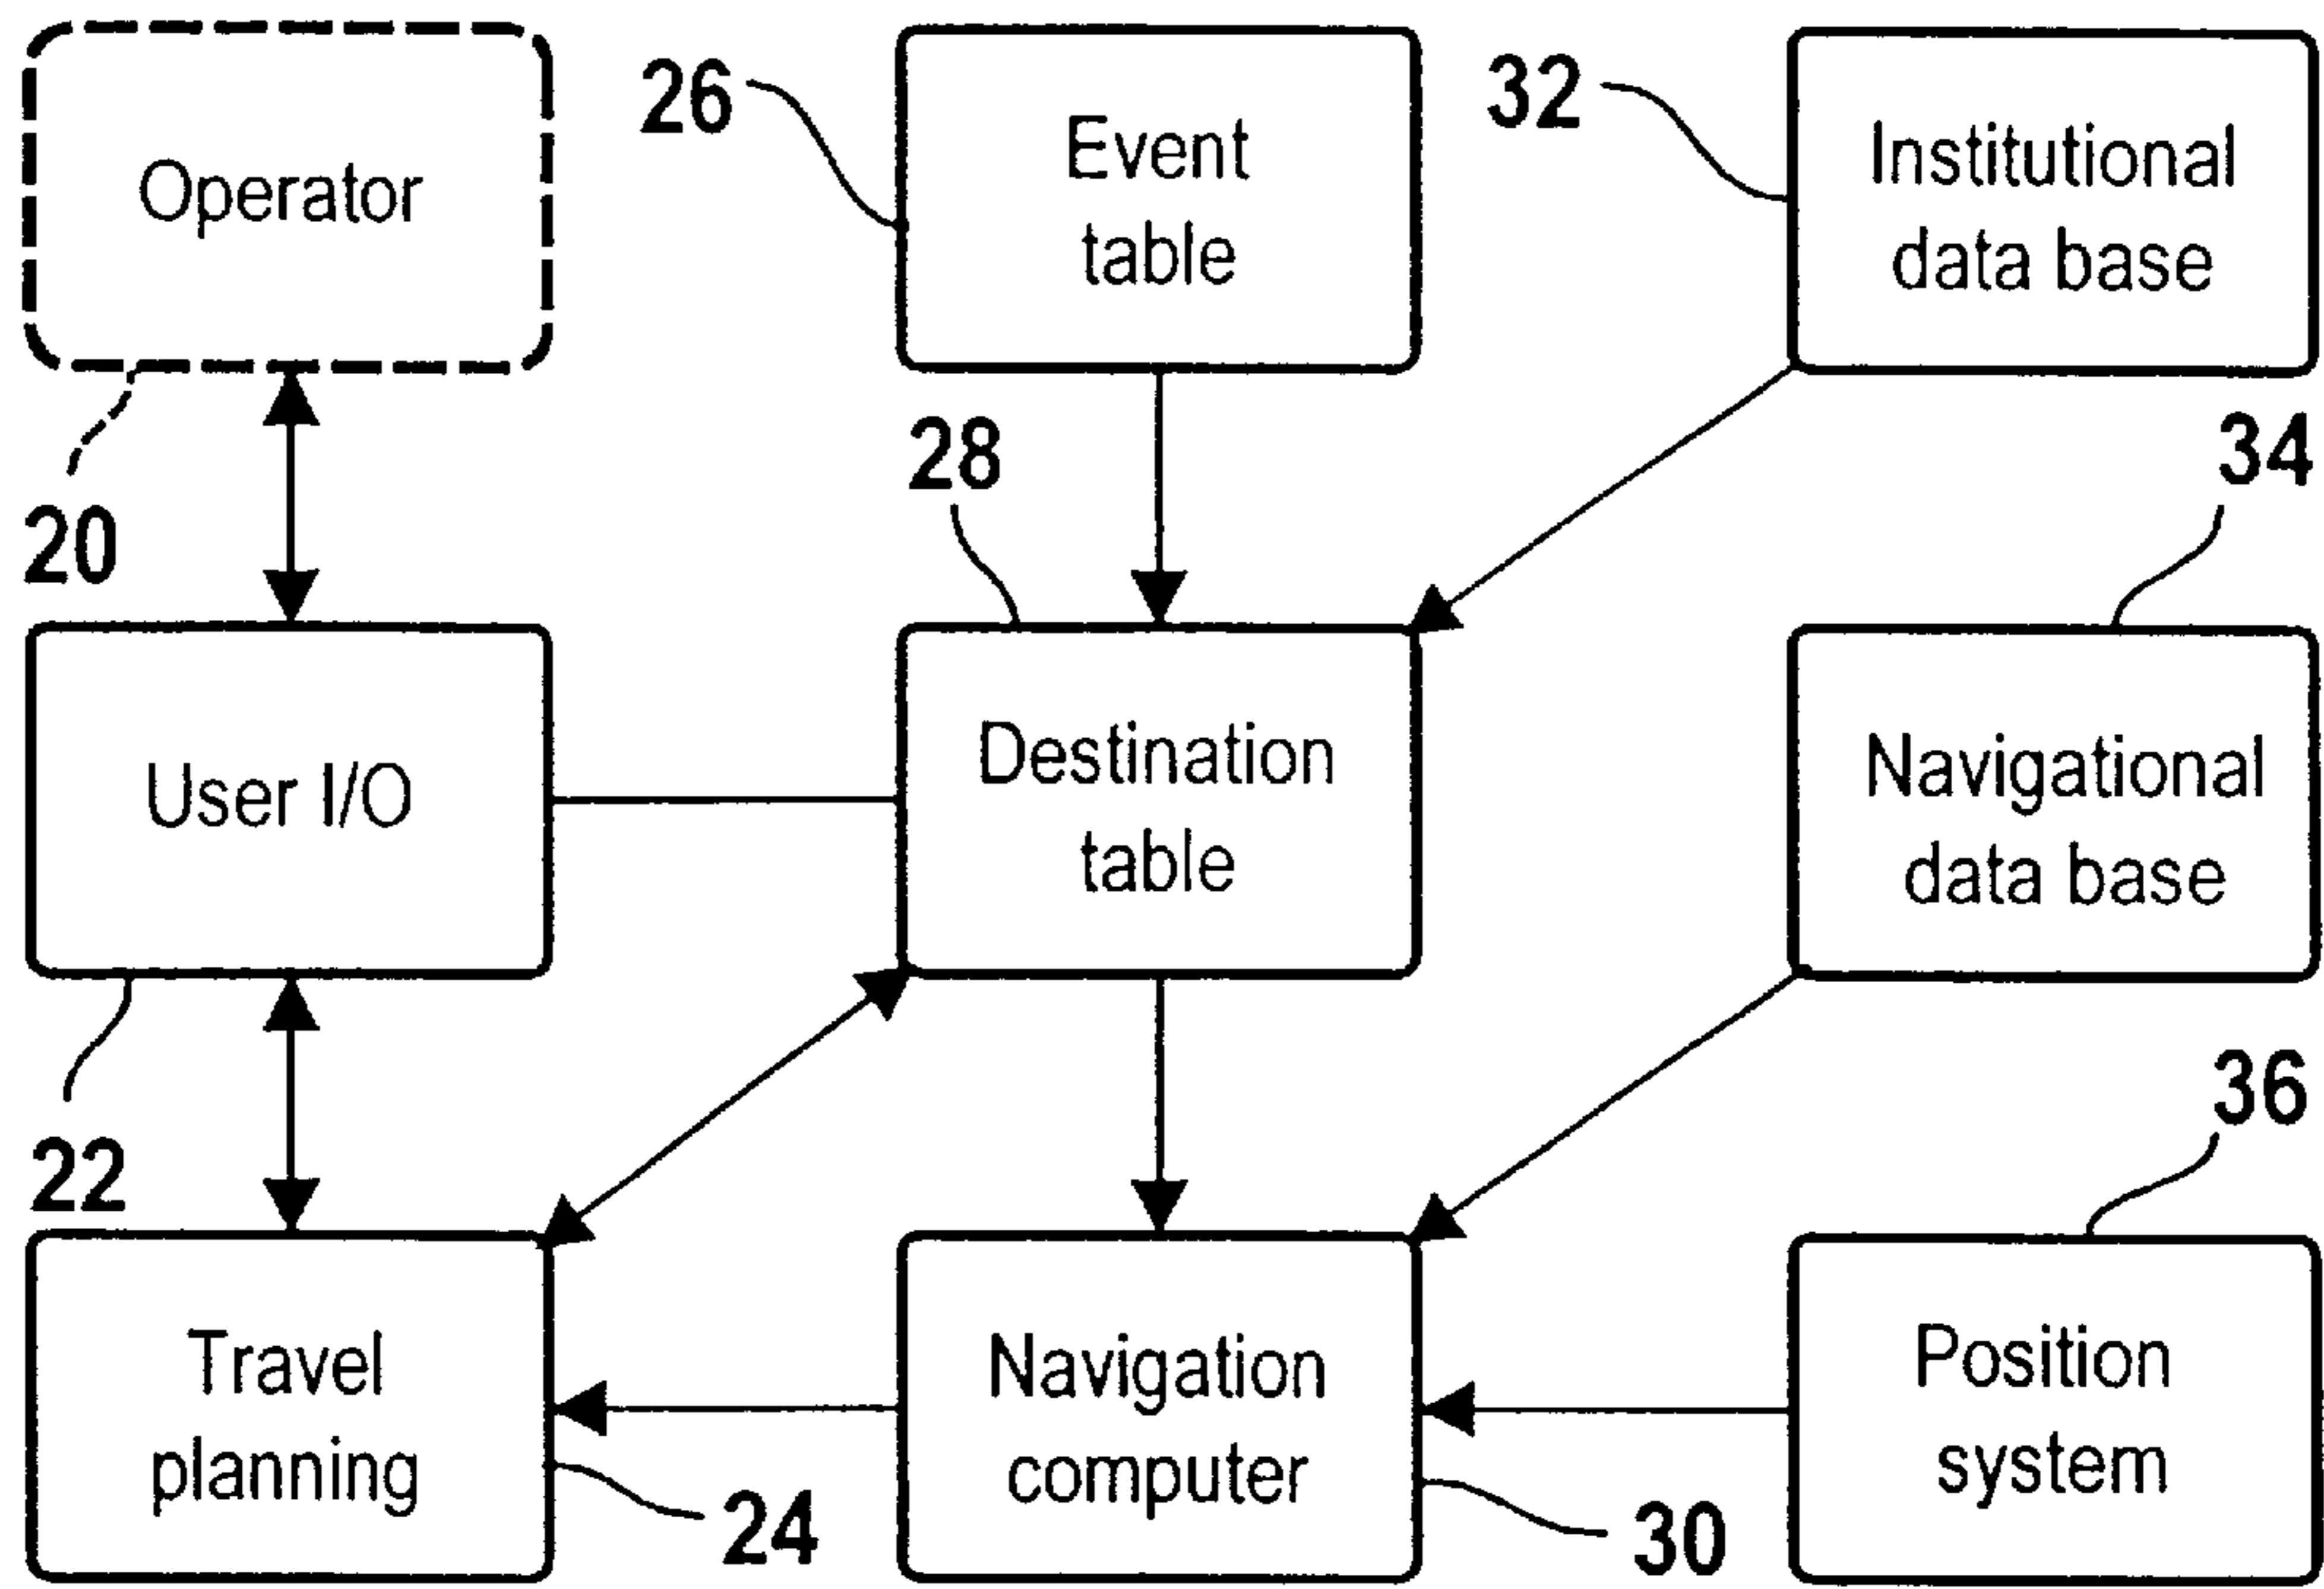 Operator
26
Event
table
32
Institutional
data base
20
28
34
User I/O
Destination
table
Navigational
data base
22
36
Travel
planning
24
Navigation
computer
30
Position
system